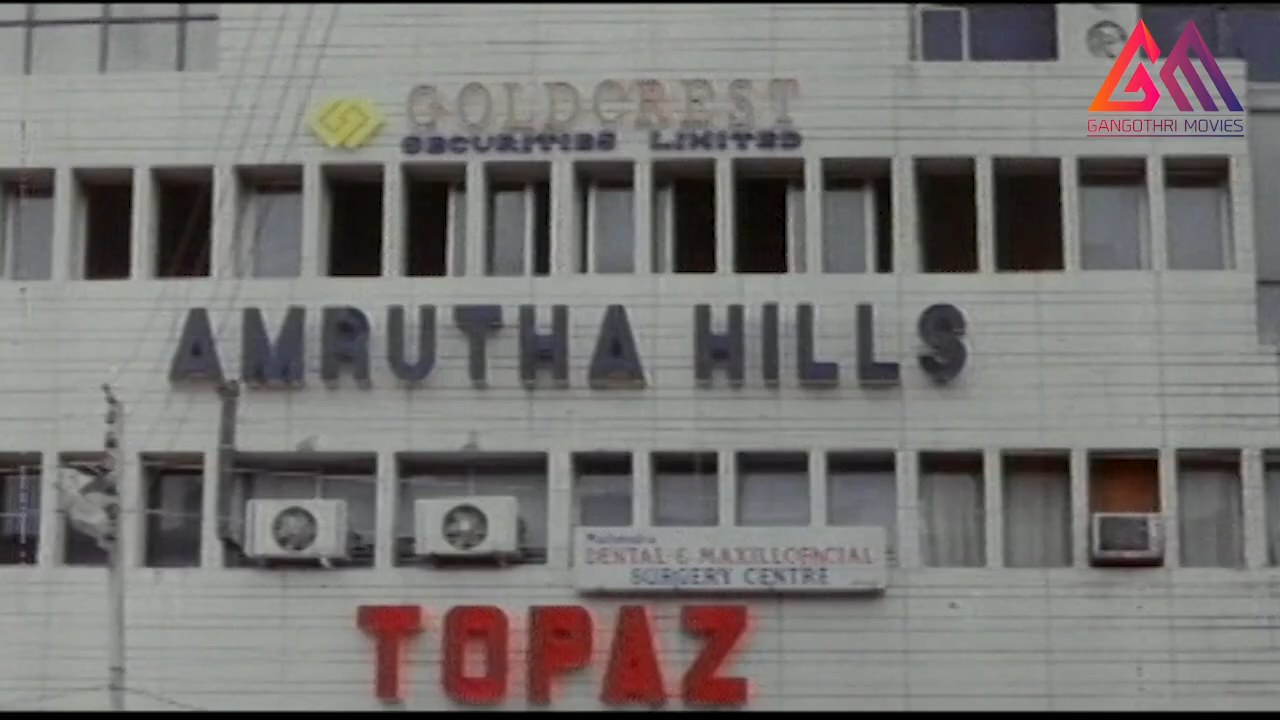 GANGOTHRI MOVIES
GOLDCREST
SECURITIES LIMITED
AMRUTHA HILLS
DENTAL & MAXILLOFACIAL
SURGERY CENTRE
TOPAZ